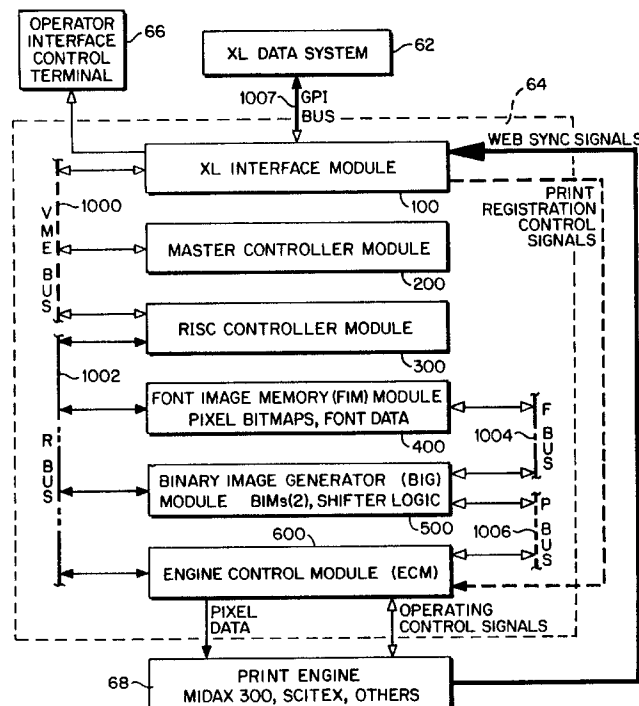 OPERATOR
INTERFACE
CONTROL
TERMINAL
66
XL DATA SYSTEM
62
1007
GPI
BUS
64
WEB SYNC SIGNALS
XL INTERFACE MODULE
100
1000
VME BUS
PRINT
REGISTRATION
CONTROL
SIGNALS
MASTER CONTROLLER MODULE
200
RISC CONTROLLER MODULE
300
1002
R BUS
FONT IMAGE MEMORY (FIM) MODULE
PIXEL BITMAPS, FONT DATA
400
1004
F BUS
BINARY IMAGE GENERATOR (BIG)
MODULE BIMs(2), SHIFTER LOGIC
500
600
1006
P BUS
ENGINE CONTROL MODULE (ECM)
PIXEL
DATA
OPERATING
CONTROL SIGNALS
68
PRINT ENGINE
MIDAX 300, SCITEX, OTHERS